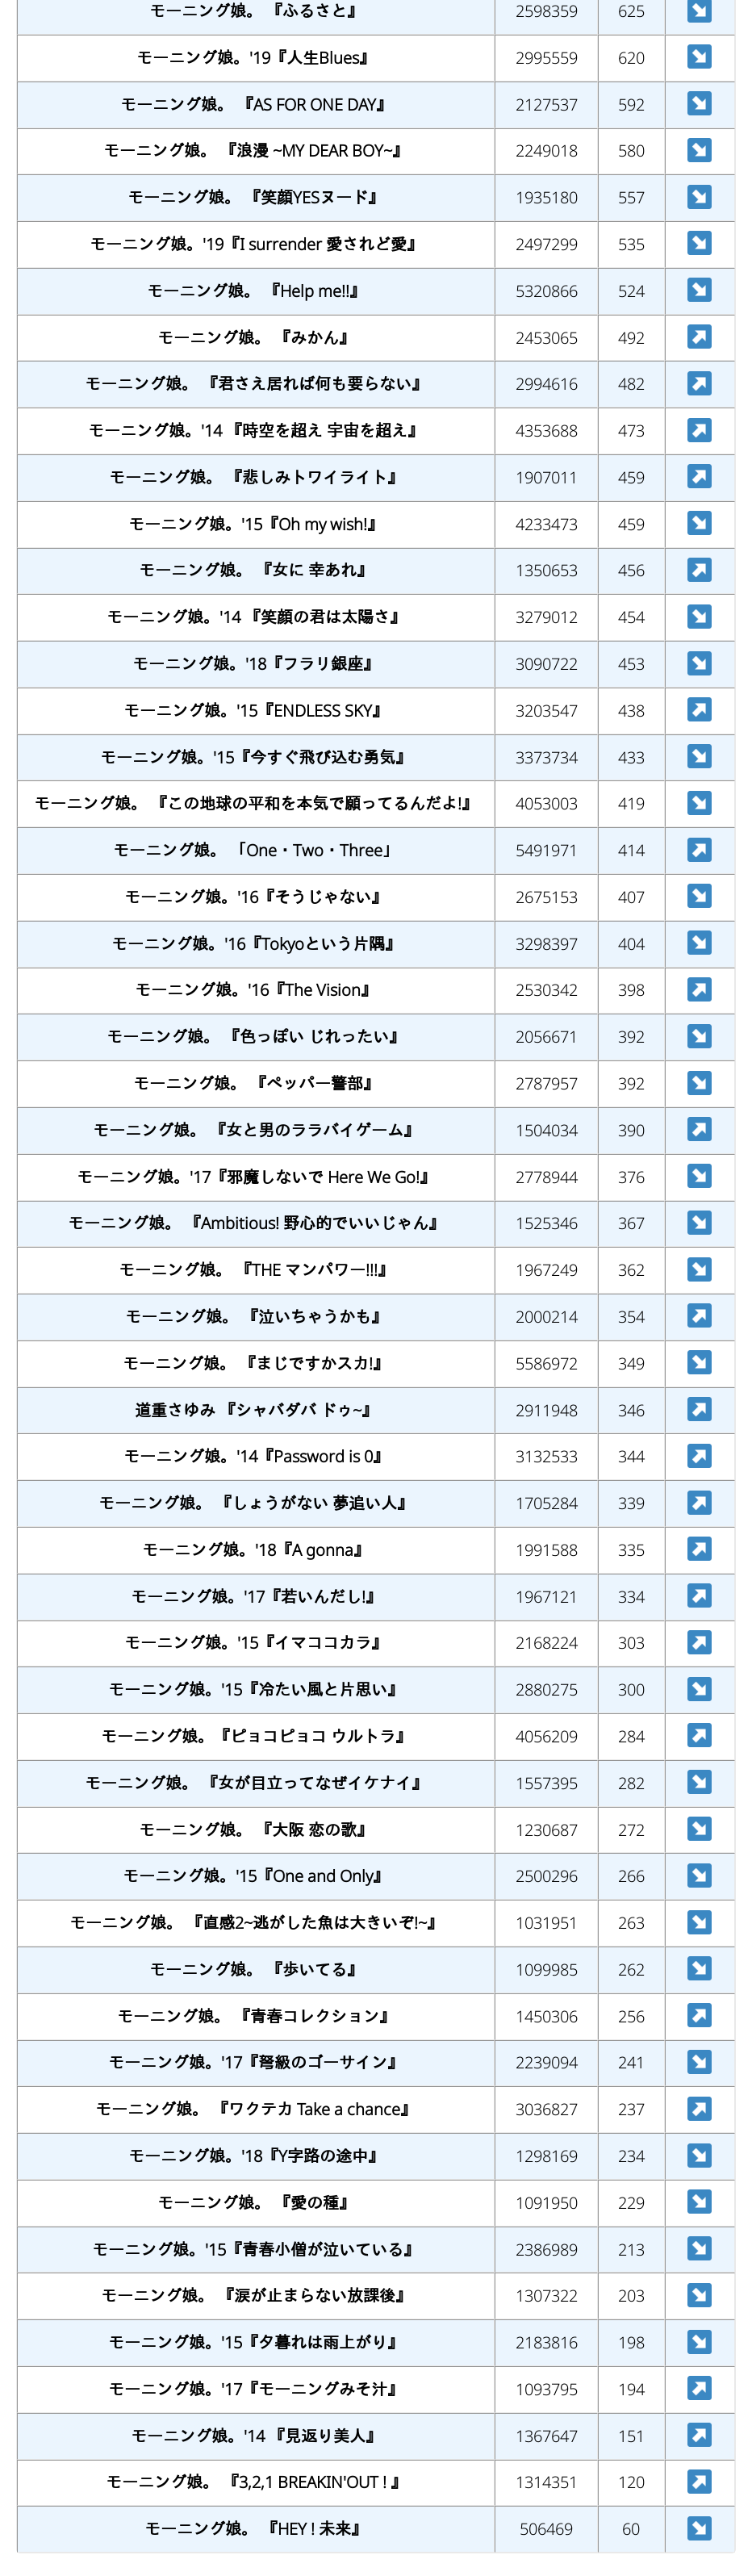 モーニング娘。 『ふるさと』 2598359 625
モーニング娘。'19『人生Blues』 2995559 620
モーニング娘。 『AS FOR ONE DAY』 2127537 592
モーニング娘。 『浪漫 ~MY DEAR BOY~』 2249018 580
モーニング娘。 『笑顔YESヌード』 1935180 557
モーニング娘。'19『I surrender 愛されど愛』 2497299 535
モーニング娘。 『Help me!!』 5320866 524
モーニング娘。 『みかん』 2453065 492
モーニング娘。 『君さえ居れば何も要らない』 2994616 482
モーニング娘。'14 『時空を超え 宇宙を超え』 4353688 473
モーニング娘。 『悲しみトワイライト』 1907011 459
モーニング娘。'15『Oh my wish!』 4233473 459
モーニング娘。 『女に 幸あれ』 1350653 456
モーニング娘。'14 『笑顔の君は太陽さ』 3279012 454
モーニング娘。'18『フラリ銀座』 3090722 453
モーニング娘。'15『ENDLESS SKY』 3203547 438
モーニング娘。'15『今すぐ飛び込む勇気』 3373734 433
モーニング娘。 『この地球の平和を本気で願ってるんだよ!』 4053003 419
モーニング娘。 「One・Two・Three」 5491971 414
モーニング娘。'16『そうじゃない』 2675153 407
モーニング娘。'16『Tokyoという片隅』 3298397 404
モーニング娘。'16『The Vision』 2530342 398
モーニング娘。 『色っぽい じれったい』 2056671 392
モーニング娘。 『ペッパー警部』 2787957 392
モーニング娘。 『女と男のララバイゲーム』 1504034 390
モーニング娘。'17『邪魔しないで Here We Go!』 2778944 376
モーニング娘。 『Ambitious! 野心的でいいじゃん』 1525346 367
モーニング娘。 『THE マンパワー!!!』 1967249 362
モーニング娘。 『泣いちゃうかも』 2000214 354
モーニング娘。 『まじですかスカ!』 5586972 349
道重さゆみ 『シャバダバ ドゥ~』 2911948 346
モーニング娘。'14『Password is 0』 3132533 344
モーニング娘。 『しょうがない 夢追い人』 1705284 339
モーニング娘。'18『A gonna』 1991588 335
モーニング娘。'17『若いんだし!』 1967121 334
モーニング娘。'15『イマココカラ』 2168224 303
モーニング娘。'15『冷たい風と片思い』 2880275 300
モーニング娘。『ピョコピョコ ウルトラ』 4056209 284
モーニング娘。 『女が目立ってなぜイケナイ』 1557395 282
モーニング娘。 『大阪 恋の歌』 1230687 272
モーニング娘。'15『One and Only』 2500296 266
モーニング娘。 『直感2~逃がした魚は大きいぞ!~』 1031951 263
モーニング娘。 『歩いてる』 1099985 262
モーニング娘。 『青春コレクション』 1450306 256
モーニング娘。'17『弩級のゴーサイン』 2239094 241
モーニング娘。 『ワクテカ Take a chance』 3036827 237
モーニング娘。'18『Y字路の途中』 1298169 234
モーニング娘。 『愛の種』 1091950 229
モーニング娘。'15『青春小僧が泣いている』 2386989 213
モーニング娘。 『涙が止まらない放課後』 1307322 203
モーニング娘。'15『夕暮れは雨上がり』 2183816 198
モーニング娘。'17『モーニングみそ汁』 1093795 194
モーニング娘。'14 『見返り美人』 1367647 151
モーニング娘。 『3,2,1 BREAKIN'OUT ! 』 1314351 120
モーニング娘。 『HEY ! 未来』 506469 60